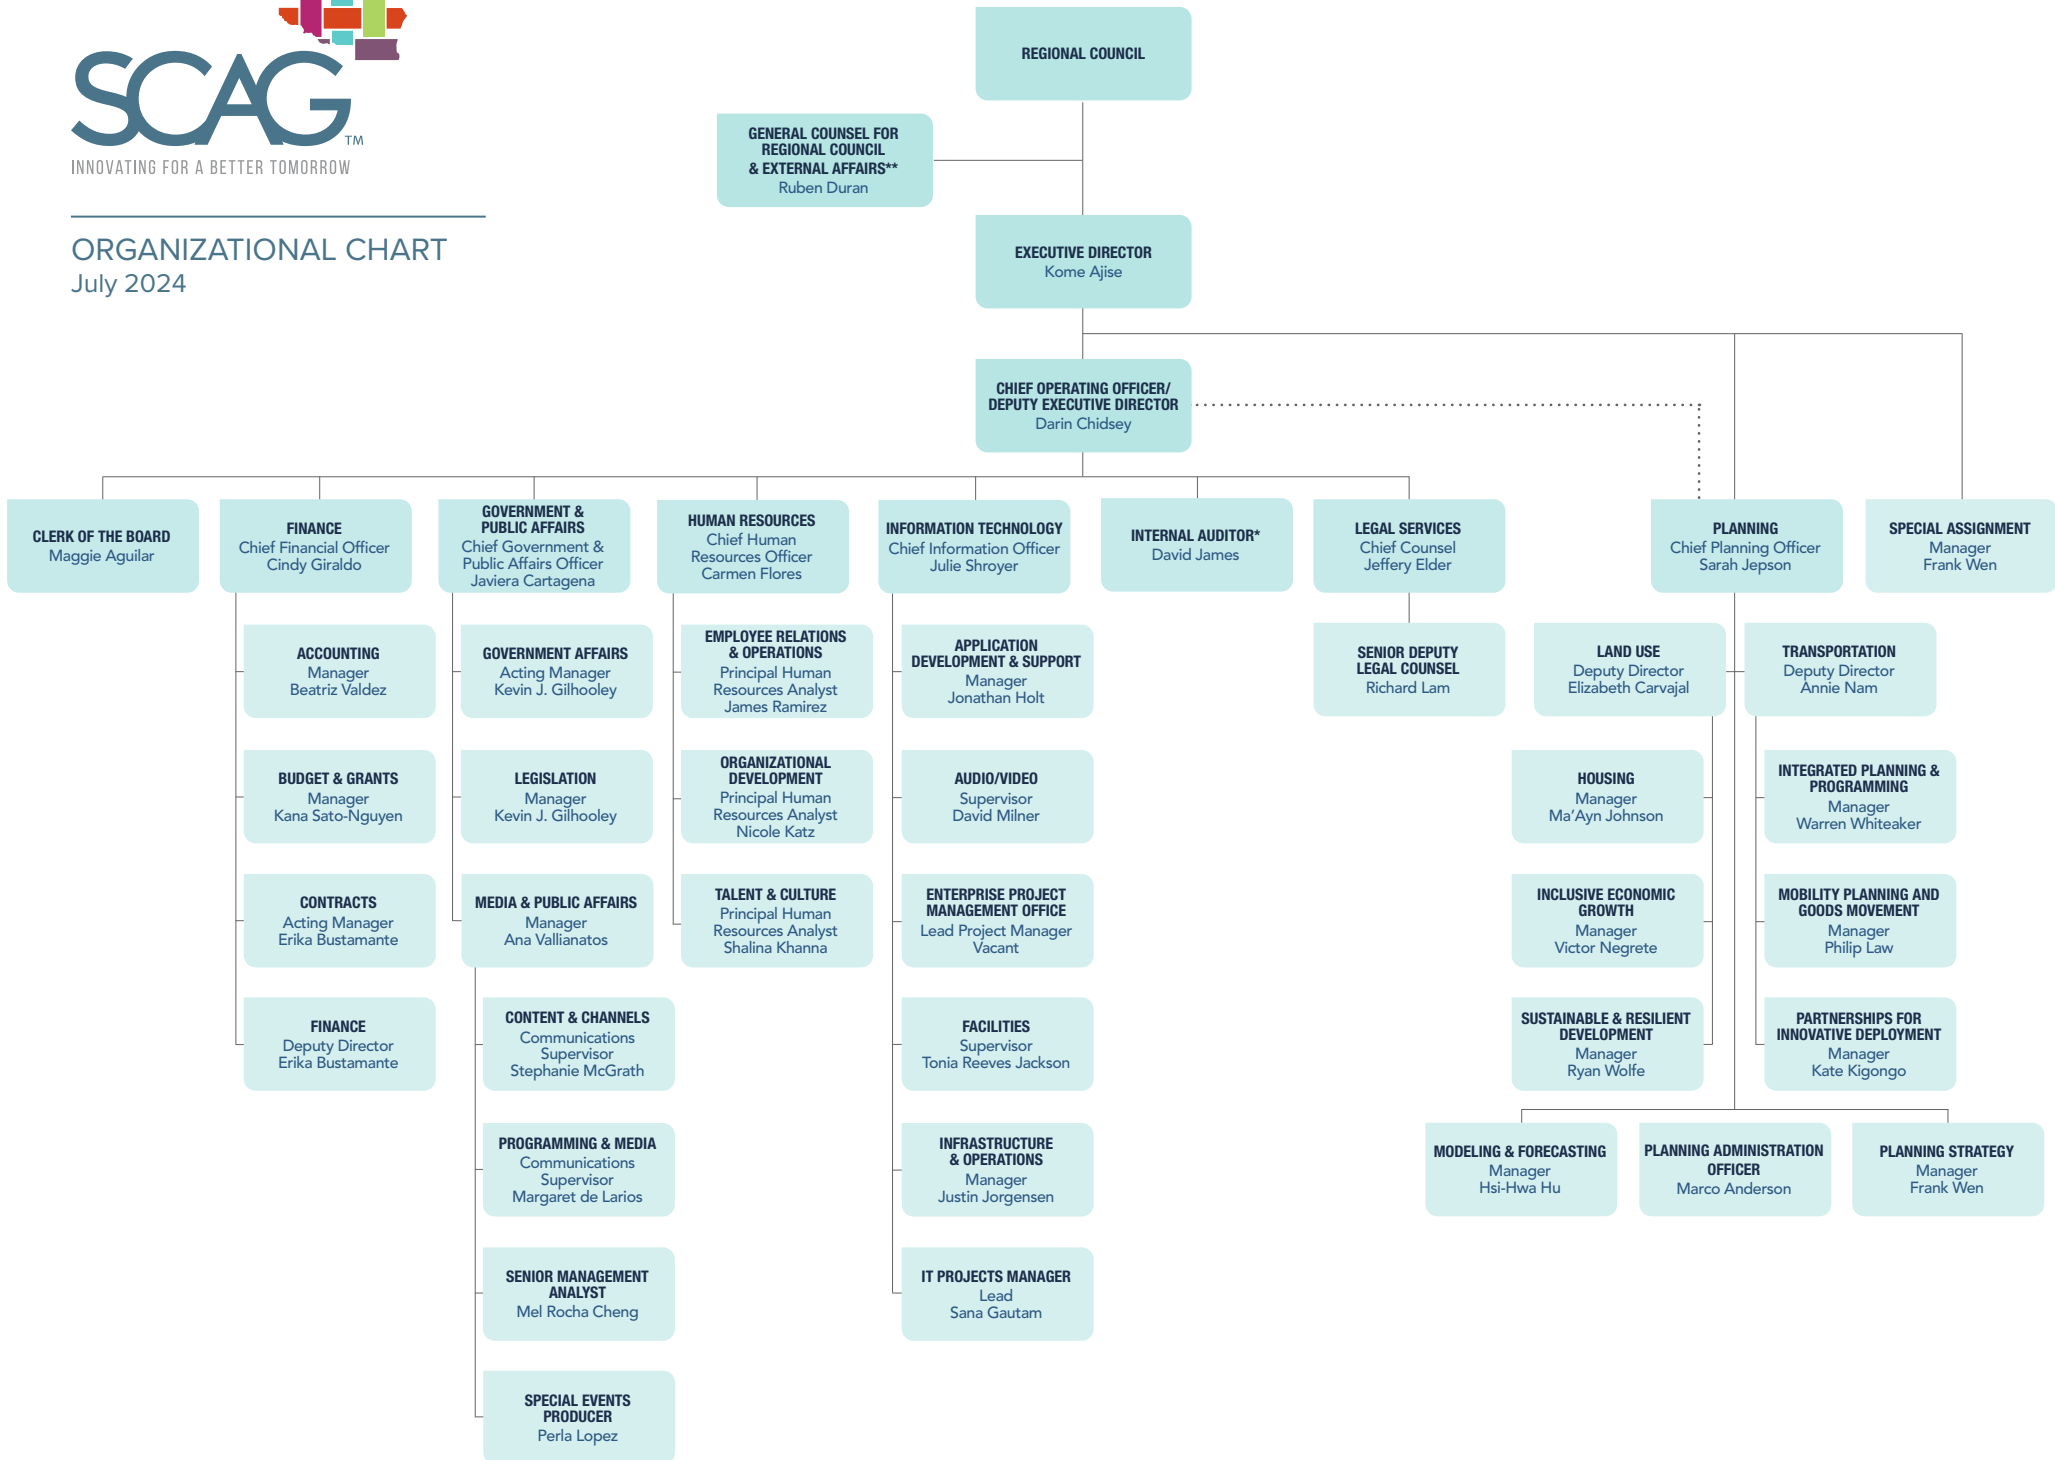 SCAG
TM
INNOVATING FOR A BETTER TOMORROW
ORGANIZATIONAL CHART
July 2024
REGIONAL COUNCIL
GENERAL COUNSEL FOR
REGIONAL COUNCIL
& EXTERNAL AFFAIRS**
Ruben Duran
EXECUTIVE DIRECTOR
Kome Ajise
CHIEF OPERATING OFFICER/
DEPUTY EXECUTIVE DIRECTOR
Darin Chidsey
CLERK OF THE BOARD
Maggie Aguilar
FINANCE
Chief Financial Officer
Cindy Giraldo
ACCOUNTING
Manager
Beatriz Valdez
BUDGET & GRANTS
Manager
Kana Sato-Nguyen
CONTRACTS
Acting Manager
Erika Bustamante
FINANCE
Deputy Director
Erika Bustamante
GOVERNMENT &
PUBLIC AFFAIRS
Chief Government &
Public Affairs Officer
Javiera Cartagena
GOVERNMENT AFFAIRS
Acting Manager
Kevin J. Gilhooley
LEGISLATION
Manager
Kevin J. Gilhooley
MEDIA & PUBLIC AFFAIRS
Manager
Ana Vallianatos
CONTENT & CHANNELS
Communications
Supervisor
Stephanie McGrath
PROGRAMMING & MEDIA
Communications
Supervisor
Margaret de Larios
SENIOR MANAGEMENT
ANALYST
Mel Rocha Cheng
SPECIAL EVENTS
PRODUCER
Perla Lopez
HUMAN RESOURCES
Chief Human
Resources Officer
Carmen Flores
EMPLOYEE RELATIONS
& OPERATIONS
Principal Human
Resources Analyst
James Ramirez
ORGANIZATIONAL
DEVELOPMENT
Principal Human
Resources Analyst
Nicole Katz
TALENT & CULTURE
Principal Human
Resources Analyst
Shalina Khanna
INFORMATION TECHNOLOGY
Chief Information Officer
Julie Shroyer
APPLICATION
DEVELOPMENT & SUPPORT
Manager
Jonathan Holt
AUDIO/VIDEO
Supervisor
David Milner
ENTERPRISE PROJECT
MANAGEMENT OFFICE
Lead Project Manager
Vacant
FACILITIES
Supervisor
Tonia Reeves Jackson
INFRASTRUCTURE
& OPERATIONS
Manager
Justin Jorgensen
IT PROJECTS MANAGER
Lead
Sana Gautam
INTERNAL AUDITOR*
David James
LEGAL SERVICES
Chief Counsel
Jeffery Elder
SENIOR DEPUTY
LEGAL COUNSEL
Richard Lam
PLANNING
Chief Planning Officer
Sarah Jepson
LAND USE
Deputy Director
Elizabeth Carvajal
HOUSING
Manager
Ma'Ayn Johnson
INCLUSIVE ECONOMIC
GROWTH
Manager
Victor Negrete
SUSTAINABLE & RESILIENT
DEVELOPMENT
Manager
Ryan Wolfe
TRANSPORTATION
Deputy Director
Annie Nam
INTEGRATED PLANNING &
PROGRAMMING
Manager
Warren Whiteaker
MOBILITY PLANNING AND
GOODS MOVEMENT
Manager
Philip Law
PARTNERSHIPS FOR
INNOVATIVE DEPLOYMENT
Manager
Kate Kigongo
MODELING & FORECASTING
Manager
Hsi-Hwa Hu
PLANNING ADMINISTRATION
OFFICER
Marco Anderson
PLANNING STRATEGY
Manager
Frank Wen
SPECIAL ASSIGNMENT
Manager
Frank Wen